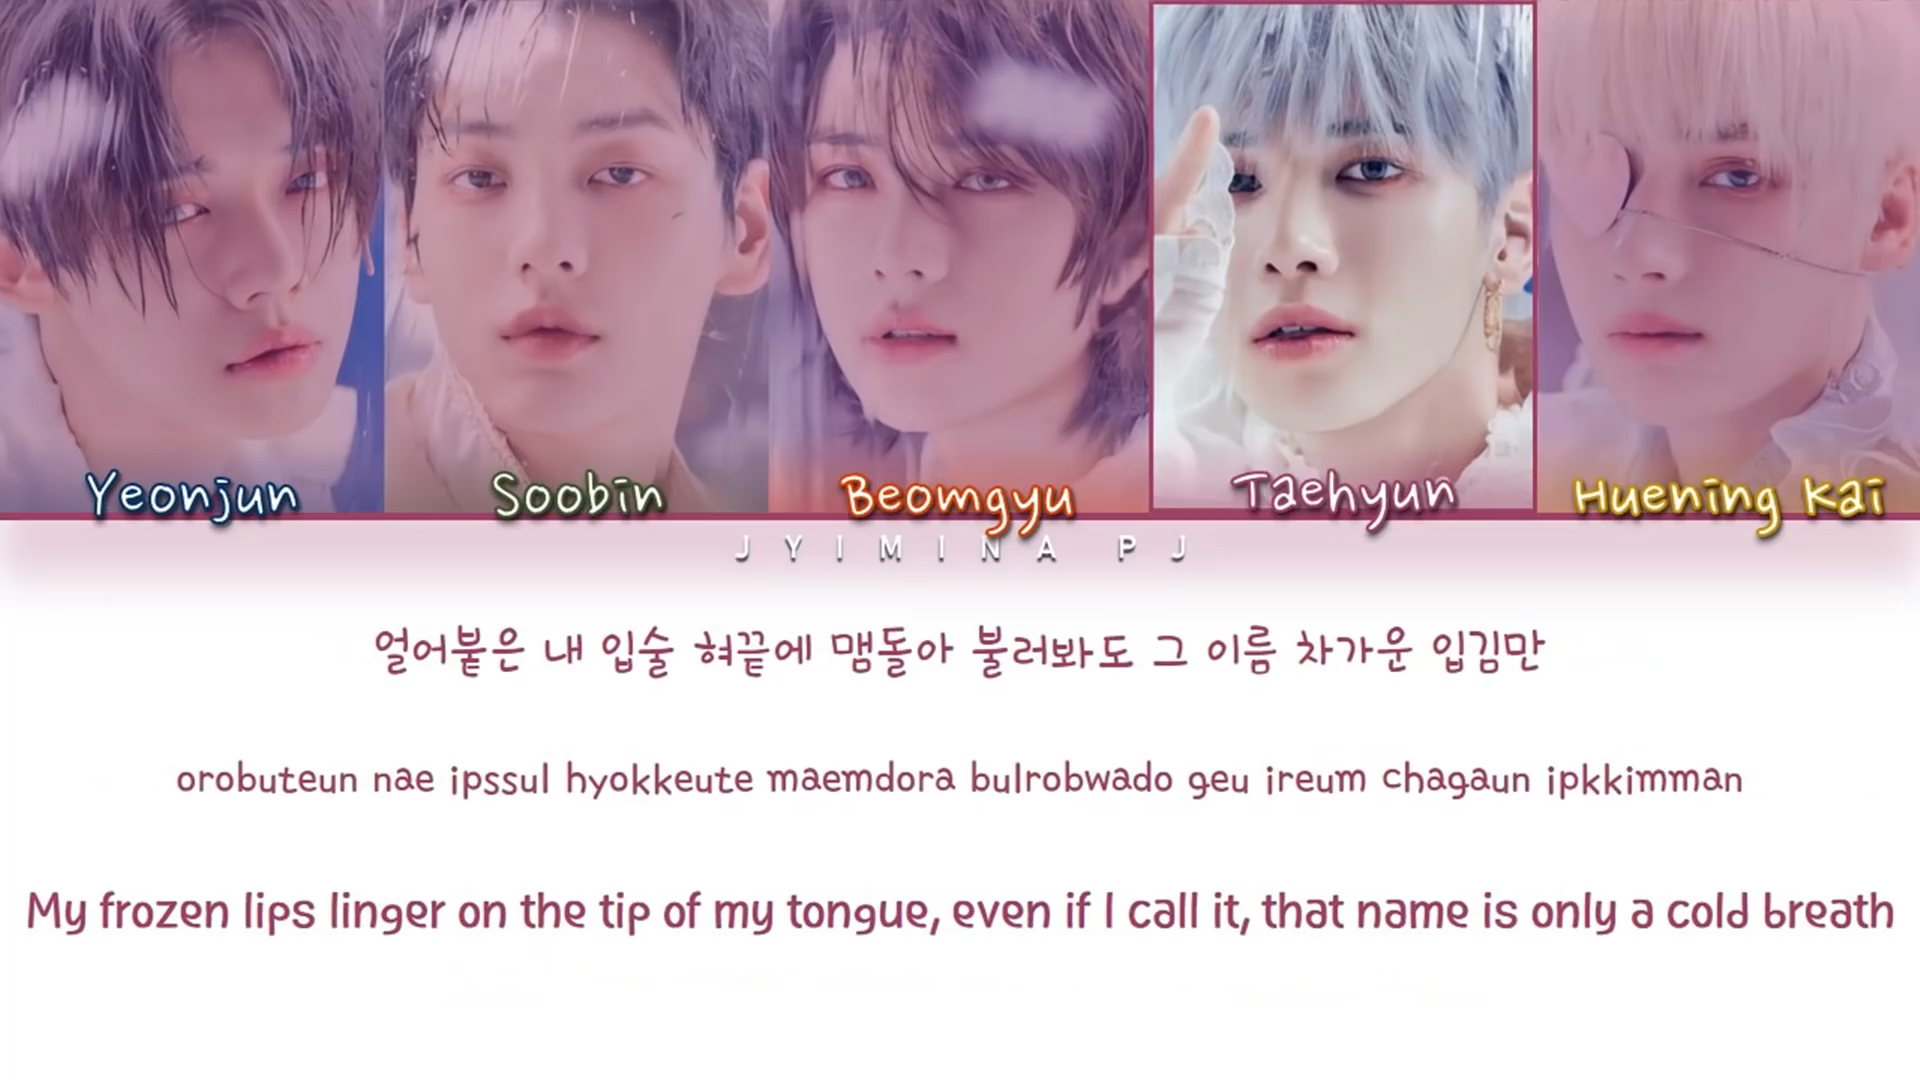 Yeonjun Soobin Beomgyu Taehyun Huening Kai
JYIMINA PJ
얼어붙은 내 입술 혀끝에 맴돌아 불러봐도 그 이름 차가운 입김만
orobuteun nae ipssul hyokkeute maemdora bulrobwado geu ireum chagaun ipkkimman
My frozen lips linger on the tip of my tongue, even if I call it, that name is only a cold breath